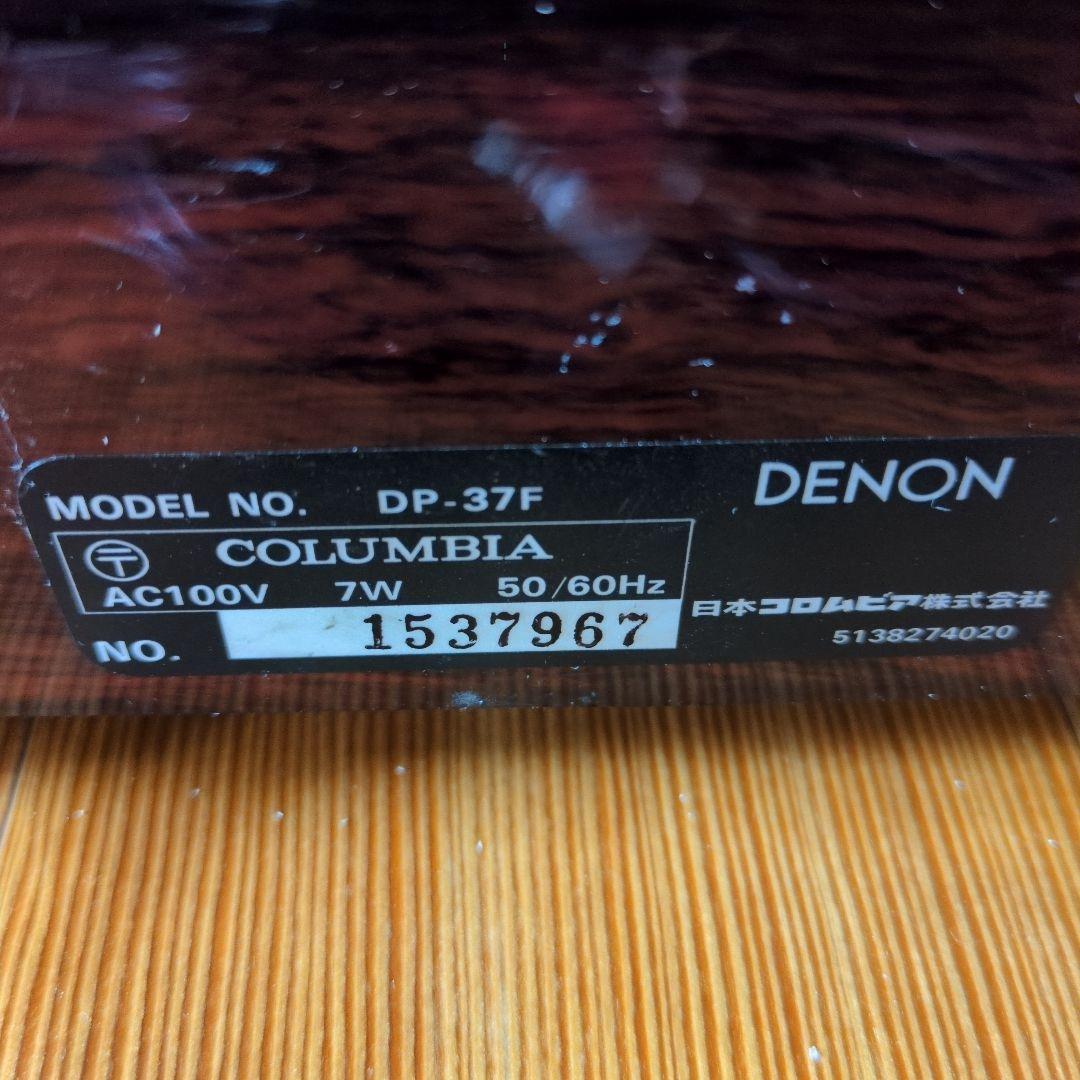 MODEL NO. DP-37F
DENON
〒 COLUMBIA
AC100V 7W 50/60Hz
NO. 1537967
日本コロムビア株式会社
5138274020